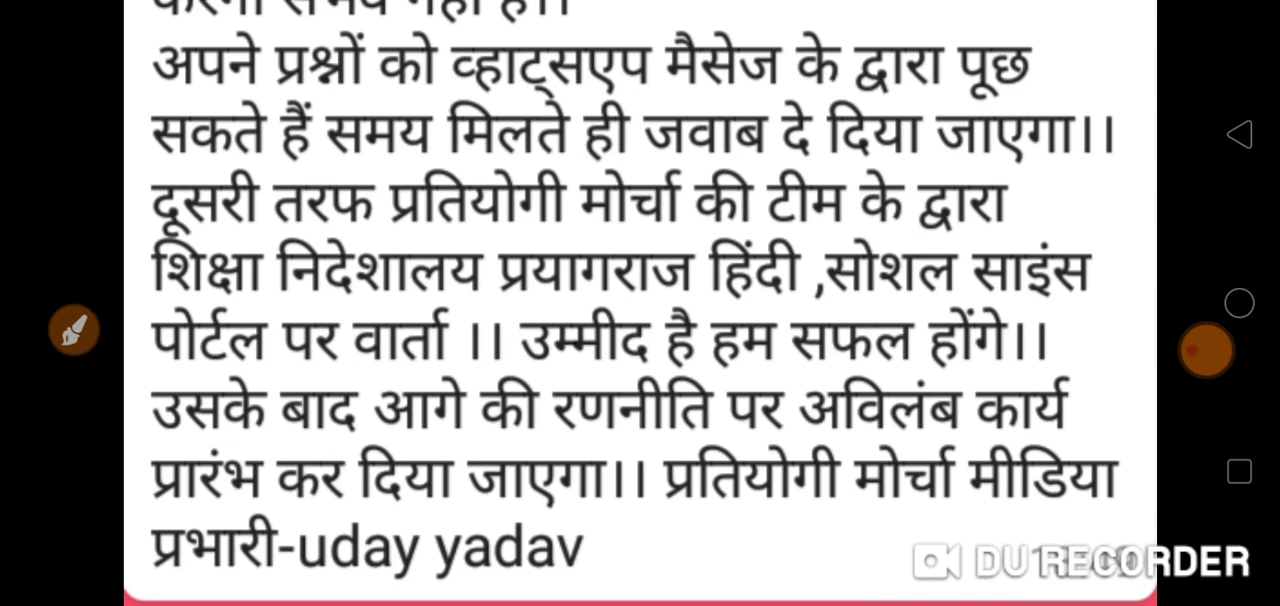 अपने प्रश्नों को व्हाट्सएप मैसेज के द्वारा पूछ
सकते हैं समय मिलते ही जवाब दे दिया जाएगा।।
दूसरी तरफ प्रतियोगी मोर्चा की टीम के द्वारा
शिक्षा निदेशालय प्रयागराज हिंदी ,सोशल साइंस
पोर्टल पर वार्ता ।। उम्मीद है हम सफल होंगे।।
उसके बाद आगे की रणनीति पर अविलंब कार्य
प्रारंभ कर दिया जाएगा।। प्रतियोगी मोर्चा मीडिया
प्रभारी-uday yadav
DU RECORDER